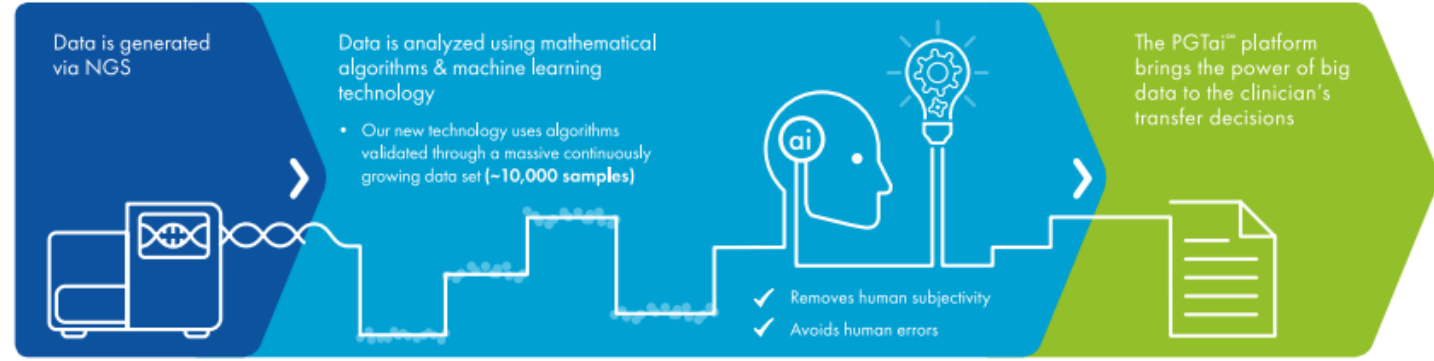 Data is generated
via NGS
Data is analyzed using mathematical
algorithms & machine learning
technology
• Our new technology uses algorithms
validated through a massive continuously
growing data set (~10,000 samples)
ai
✓ Removes human subjectivity
✓ Avoids human errors
The PGTai℠ platform
brings the power of big
data to the clinician's
transfer decisions